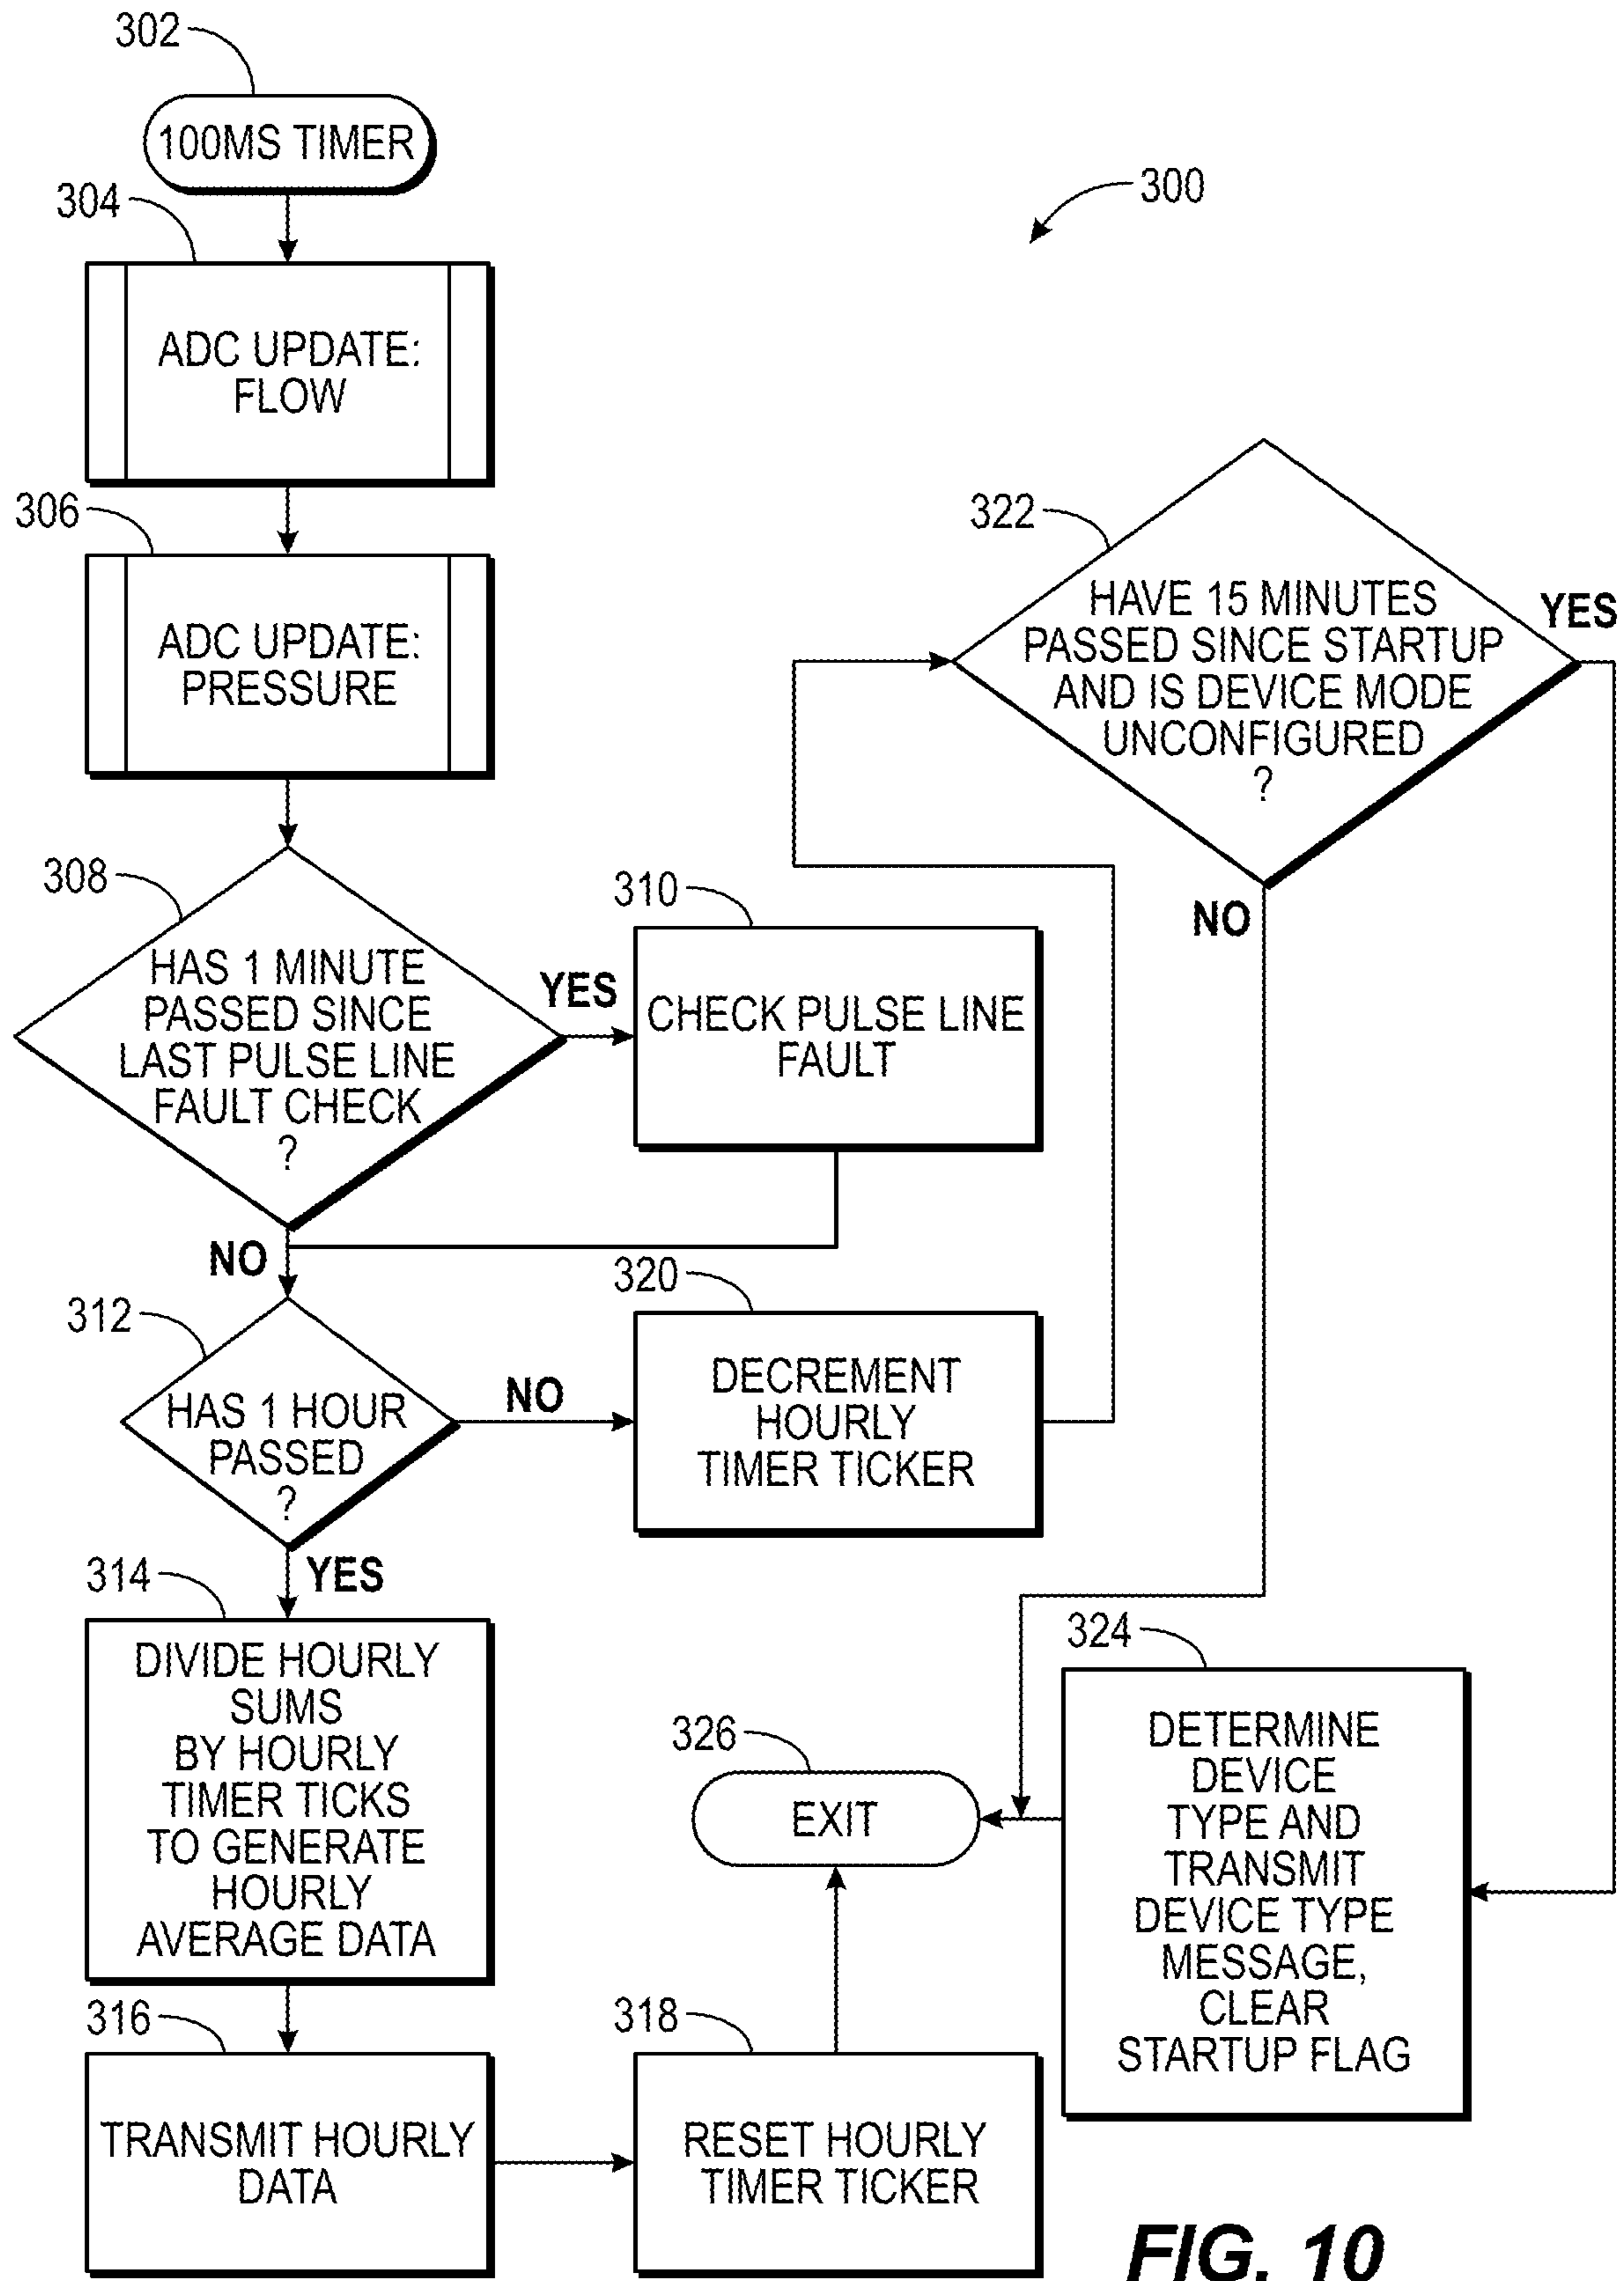 302
100MS TIMER
300
304
ADC UPDATE:
FLOW
306
ADC UPDATE:
PRESSURE
308
HAS 1 MINUTE
PASSED SINCE
LAST PULSE LINE
FAULT CHECK
?
YES
NO
310
CHECK PULSE LINE
FAULT
312
HAS 1 HOUR
PASSED
?
NO
YES
320
DECREMENT
HOURLY
TIMER TICKER
322
HAVE 15 MINUTES
PASSED SINCE STARTUP
AND IS DEVICE MODE
UNCONFIGURED
?
YES
NO
314
DIVIDE HOURLY
SUMS
BY HOURLY
TIMER TICKS
TO GENERATE
HOURLY
AVERAGE DATA
316
TRANSMIT HOURLY
DATA
318
RESET HOURLY
TIMER TICKER
324
DETERMINE
DEVICE
TYPE AND
TRANSMIT
DEVICE TYPE
MESSAGE,
CLEAR
STARTUP FLAG
326
EXIT
FIG. 10